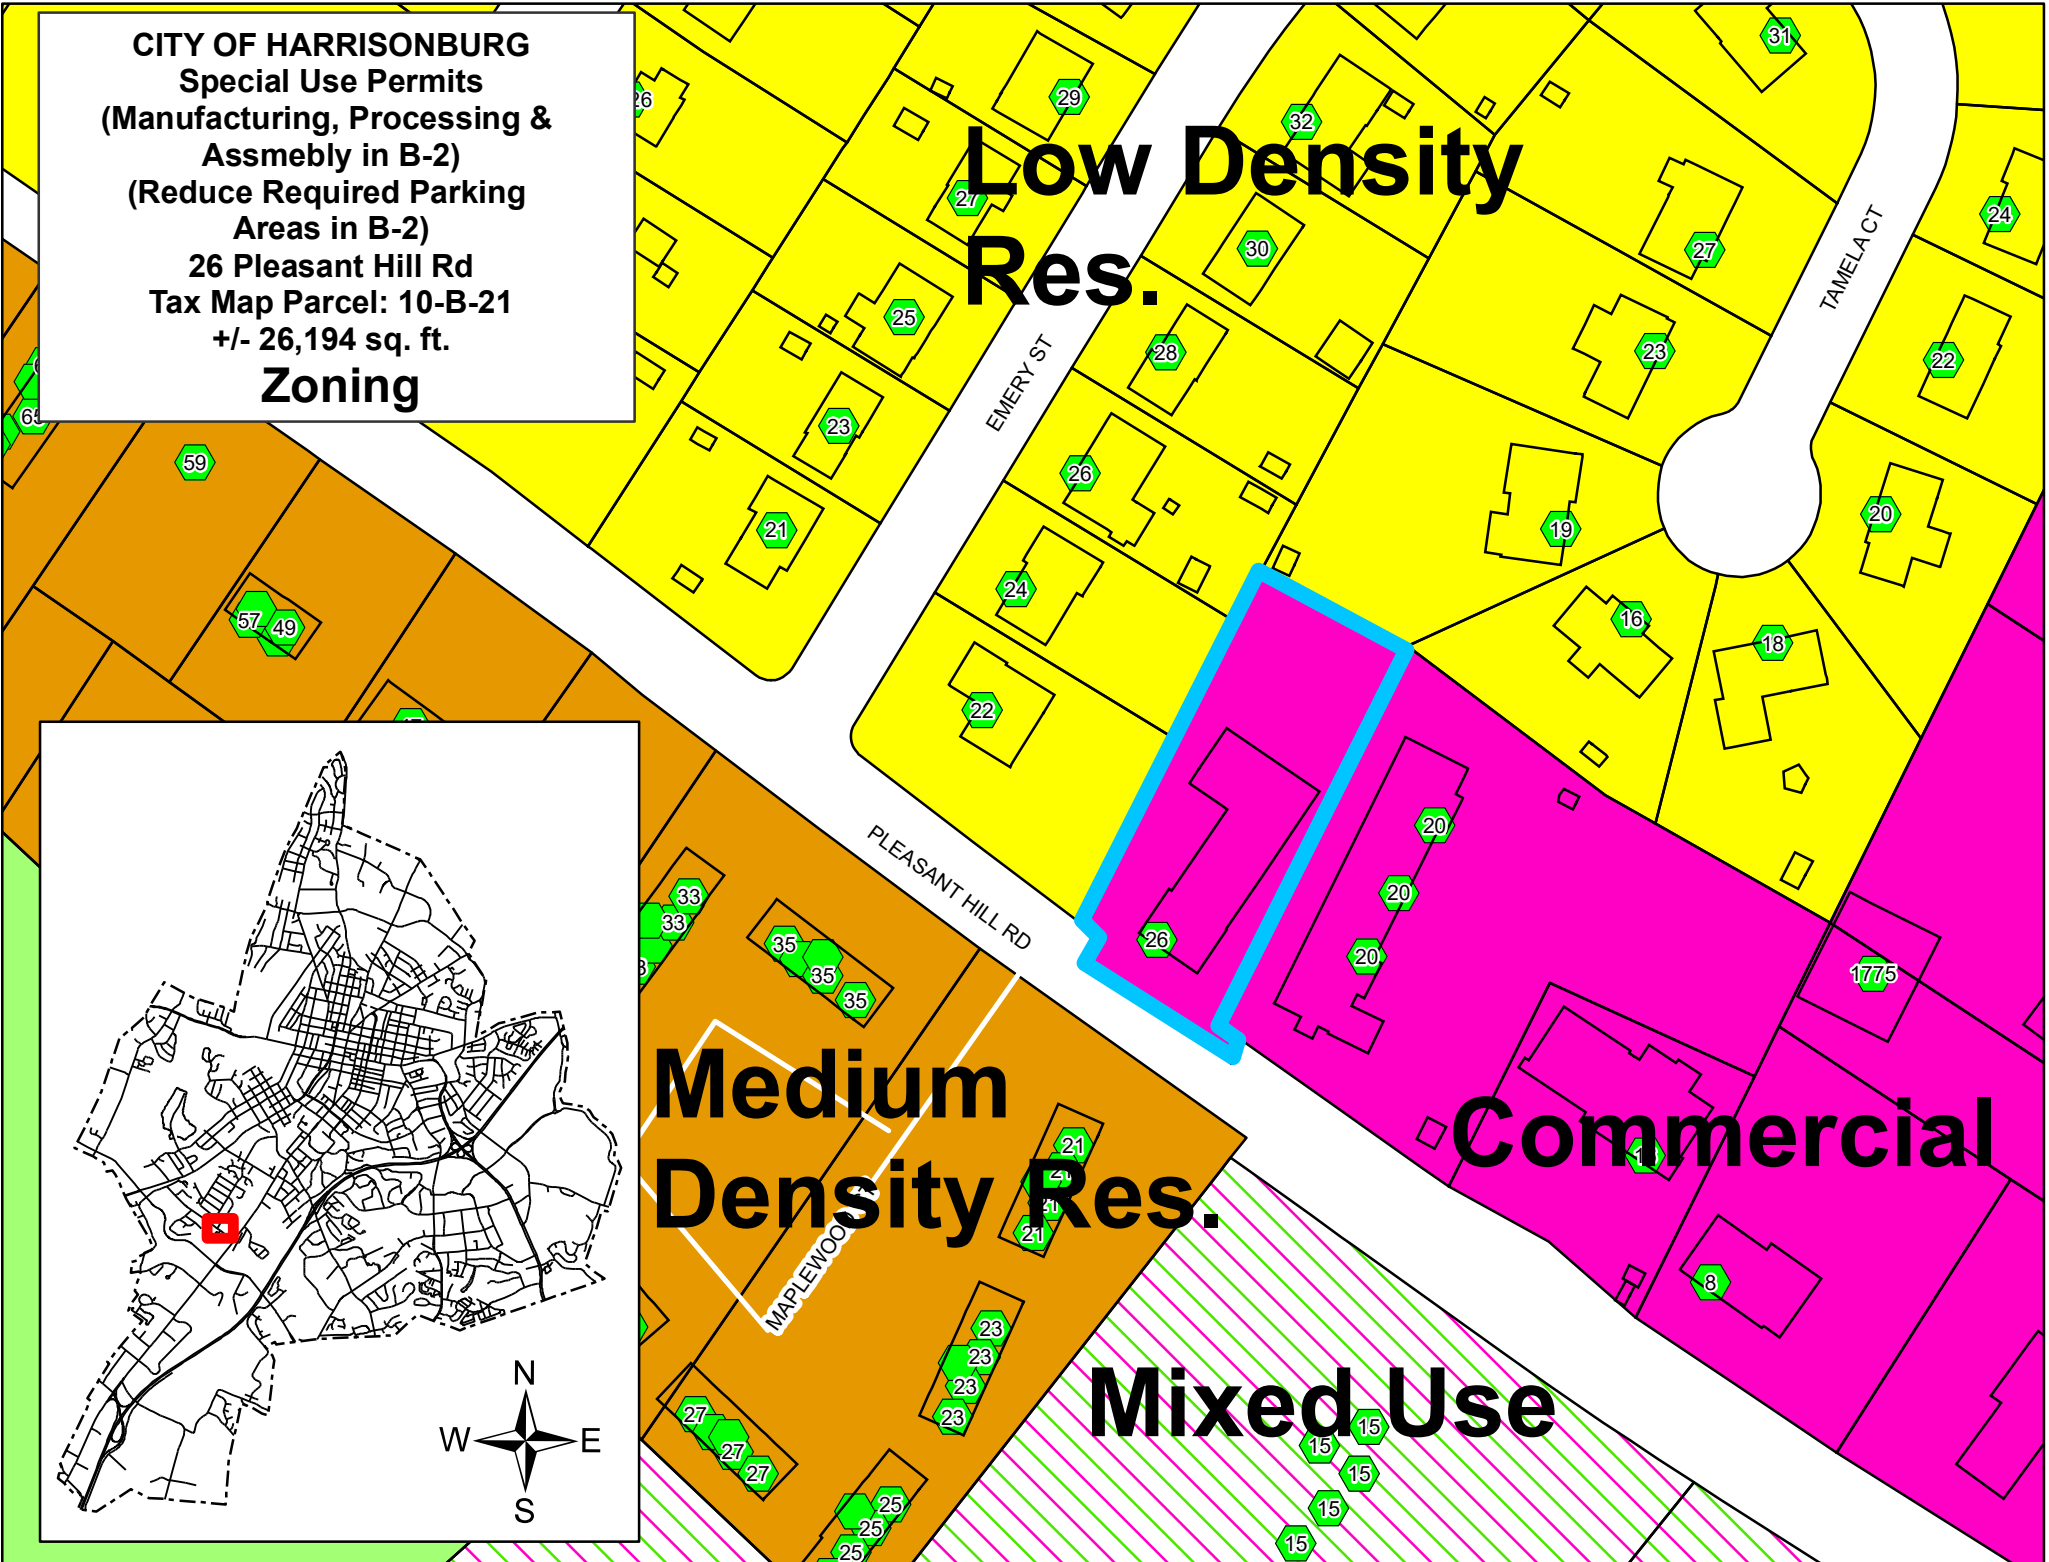 CITY OF HARRISONBURG
Special Use Permits
(Manufacturing, Processing &
Assmebly in B-2)
(Reduce Required Parking
Areas in B-2)
26 Pleasant Hill Rd
Tax Map Parcel: 10-B-21
+/- 26,194 sq. ft.
Zoning
26
29
32
31
27
30
27
24
25
28
23
22
23
26
21
24
22
19
20
16
18
59
57
49
Low Density
Res.
EMERY ST
TAMELA CT
PLEASANT HILL RD
26
20
20
20
1775
8
33
33
35
35
35
Medium
Density Res.
MAPLEWOOD
21
21
21
21
Commercial
23
23
23
23
27
27
27
25
25
25
Mixed Use
15
15
15
15
15
N
W
E
S